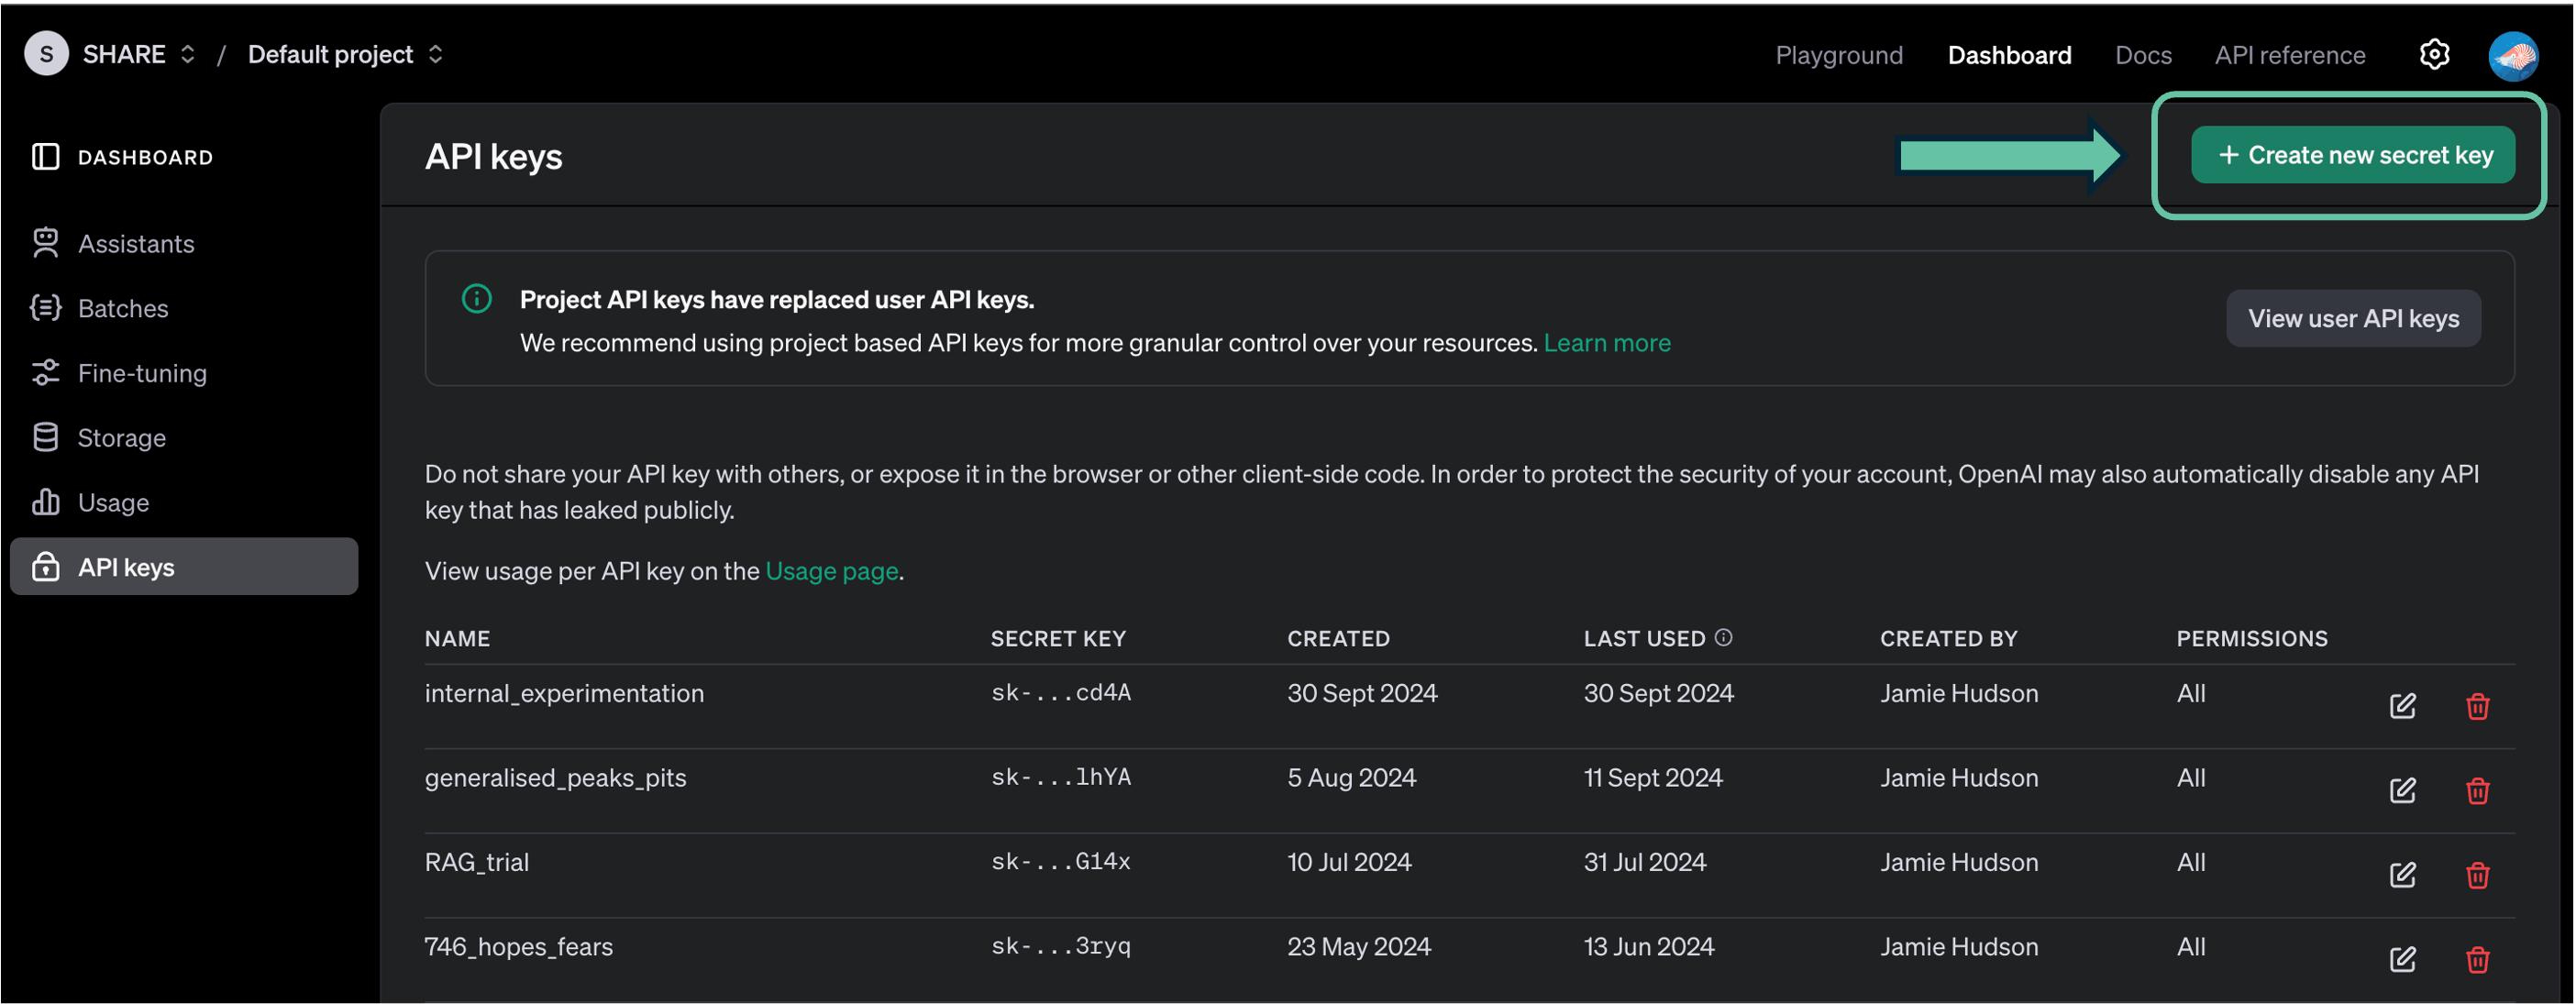 S SHARE / Default project
Playground Dashboard Docs API reference
DASHBOARD
Assistants
Batches
Fine-tuning
Storage
Usage
API keys
API keys
+ Create new secret key
Project API keys have replaced user API keys.
We recommend using project based API keys for more granular control over your resources. Learn more
View user API keys
Do not share your API key with others, or expose it in the browser or other client-side code. In order to protect the security of your account, OpenAI may also automatically disable any API
key that has leaked publicly.
View usage per API key on the Usage page.
NAME SECRET KEY CREATED LAST USED CREATED BY PERMISSIONS
internal_experimentation sk-...cd4A 30 Sept 2024 30 Sept 2024 Jamie Hudson All
generalised_peaks_pits sk-...lhYA 5 Aug 2024 11 Sept 2024 Jamie Hudson All
RAG_trial sk-...G14x 10 Jul 2024 31 Jul 2024 Jamie Hudson All
746_hopes_fears sk-...3ryq 23 May 2024 13 Jun 2024 Jamie Hudson All